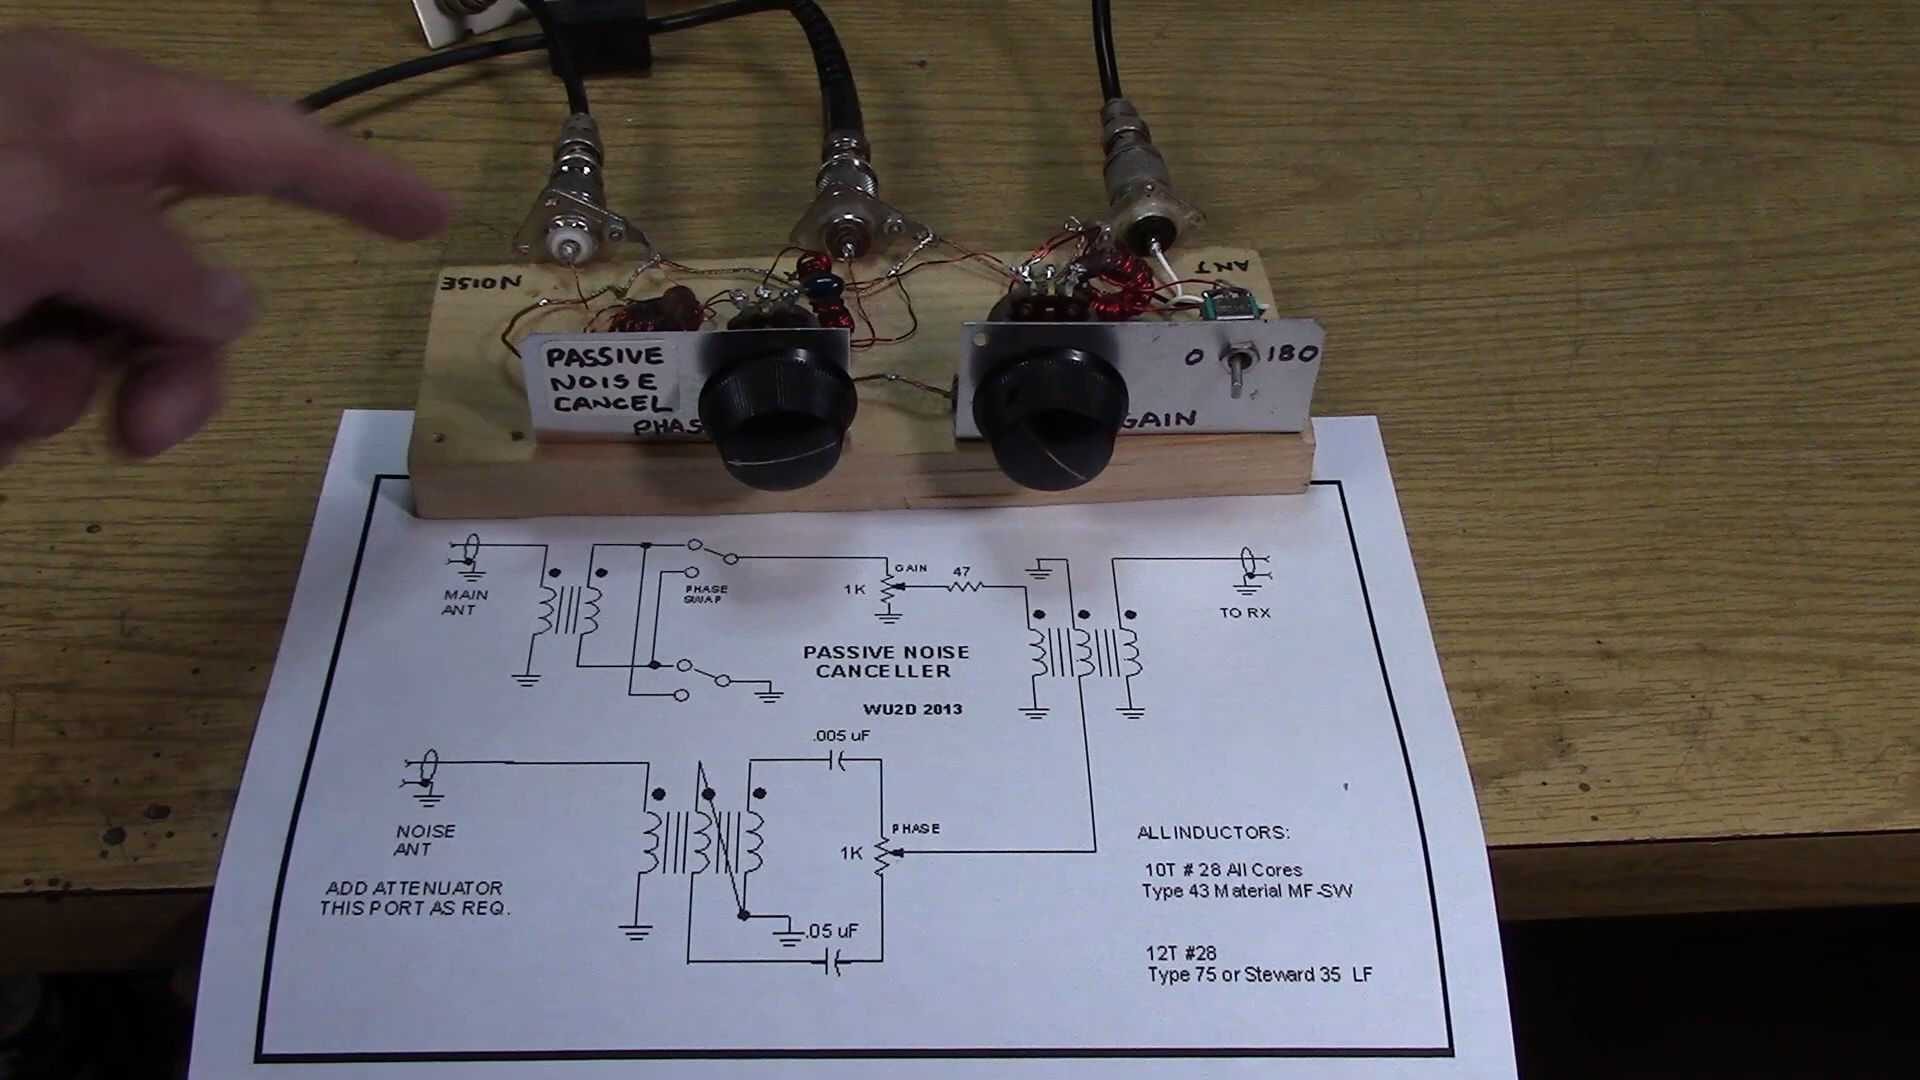 NOISE
ANT
PASSIVE
NOISE
CANCEL
PHAS
0 180
GAIN
MAIN
ANT
PHASE
SWAP
GAIN
1K
47
TO RX
PASSIVE NOISE
CANCELLER
WU2D 2013
.005 uF
NOISE
ANT
PHASE
1K
ADD ATTENUATOR
THIS PORT AS REQ.
.05 uF
ALL INDUCTORS:
10T # 28 All Cores
Type 43 Material MF-SW
12T #28
Type 75 or Steward 35 LF